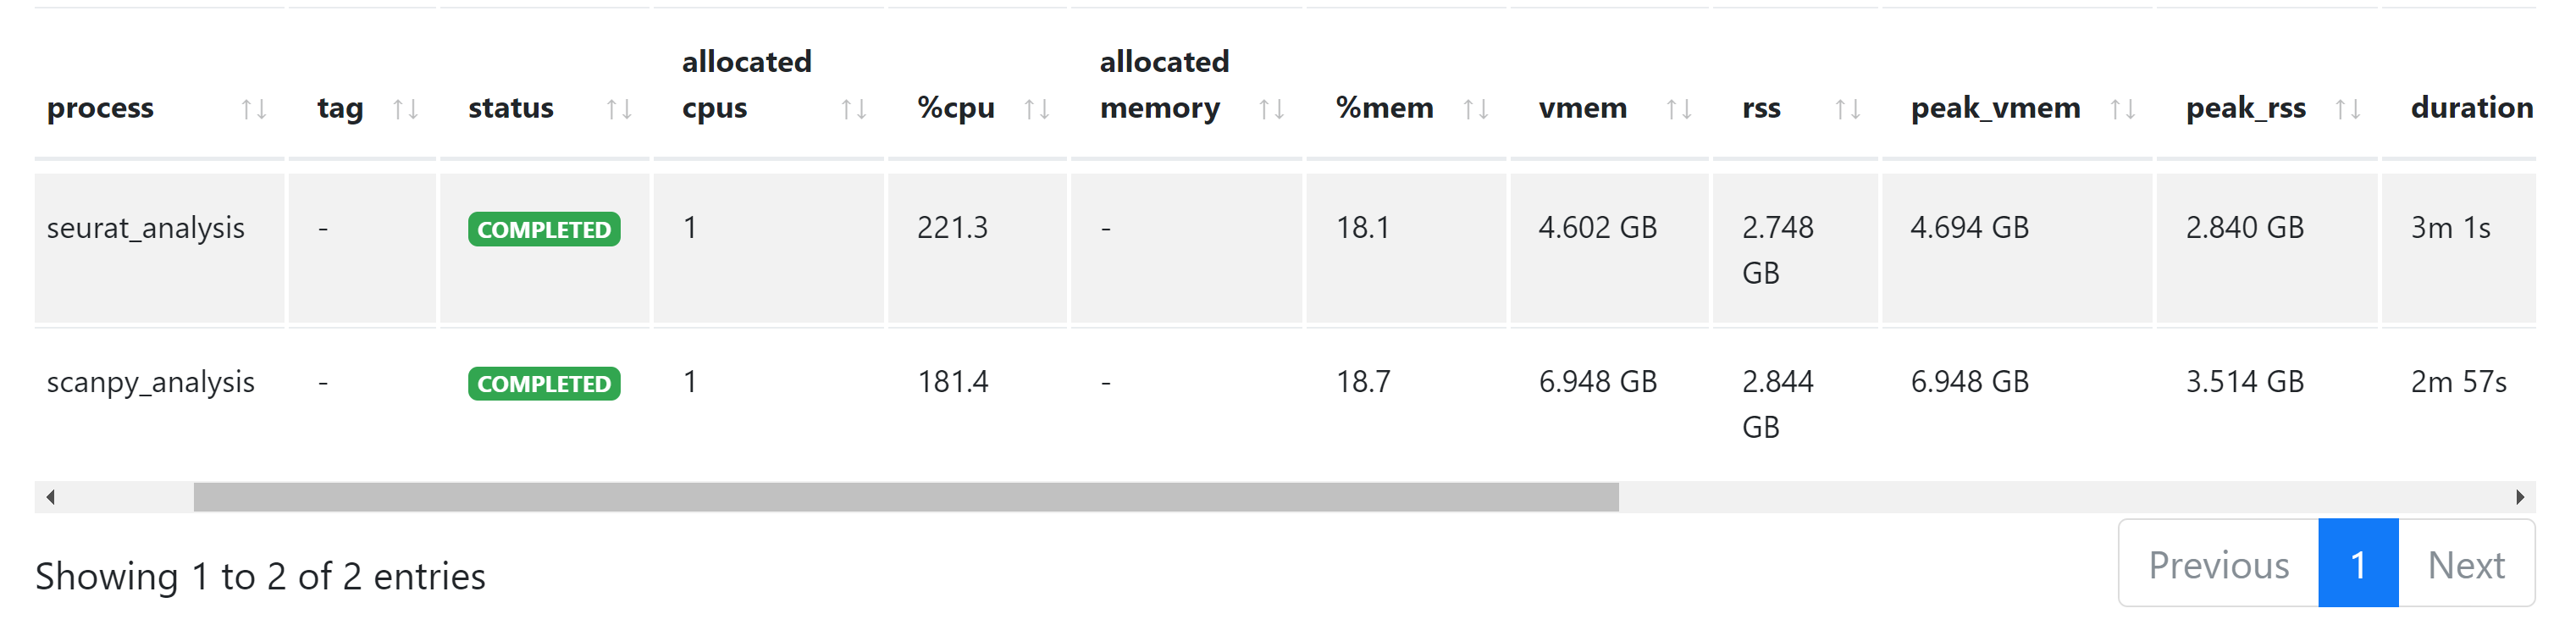 process tag status allocated cpus %cpu allocated memory %mem vmem rss peak_vmem peak_rss duration
seurat_analysis - COMPLETED 1 221.3 - 18.1 4.602 GB 2.748 GB 4.694 GB 2.840 GB 3m 1s
scanpy_analysis - COMPLETED 1 181.4 - 18.7 6.948 GB 2.844 GB 6.948 GB 3.514 GB 2m 57s
Showing 1 to 2 of 2 entries
Previous 1 Next